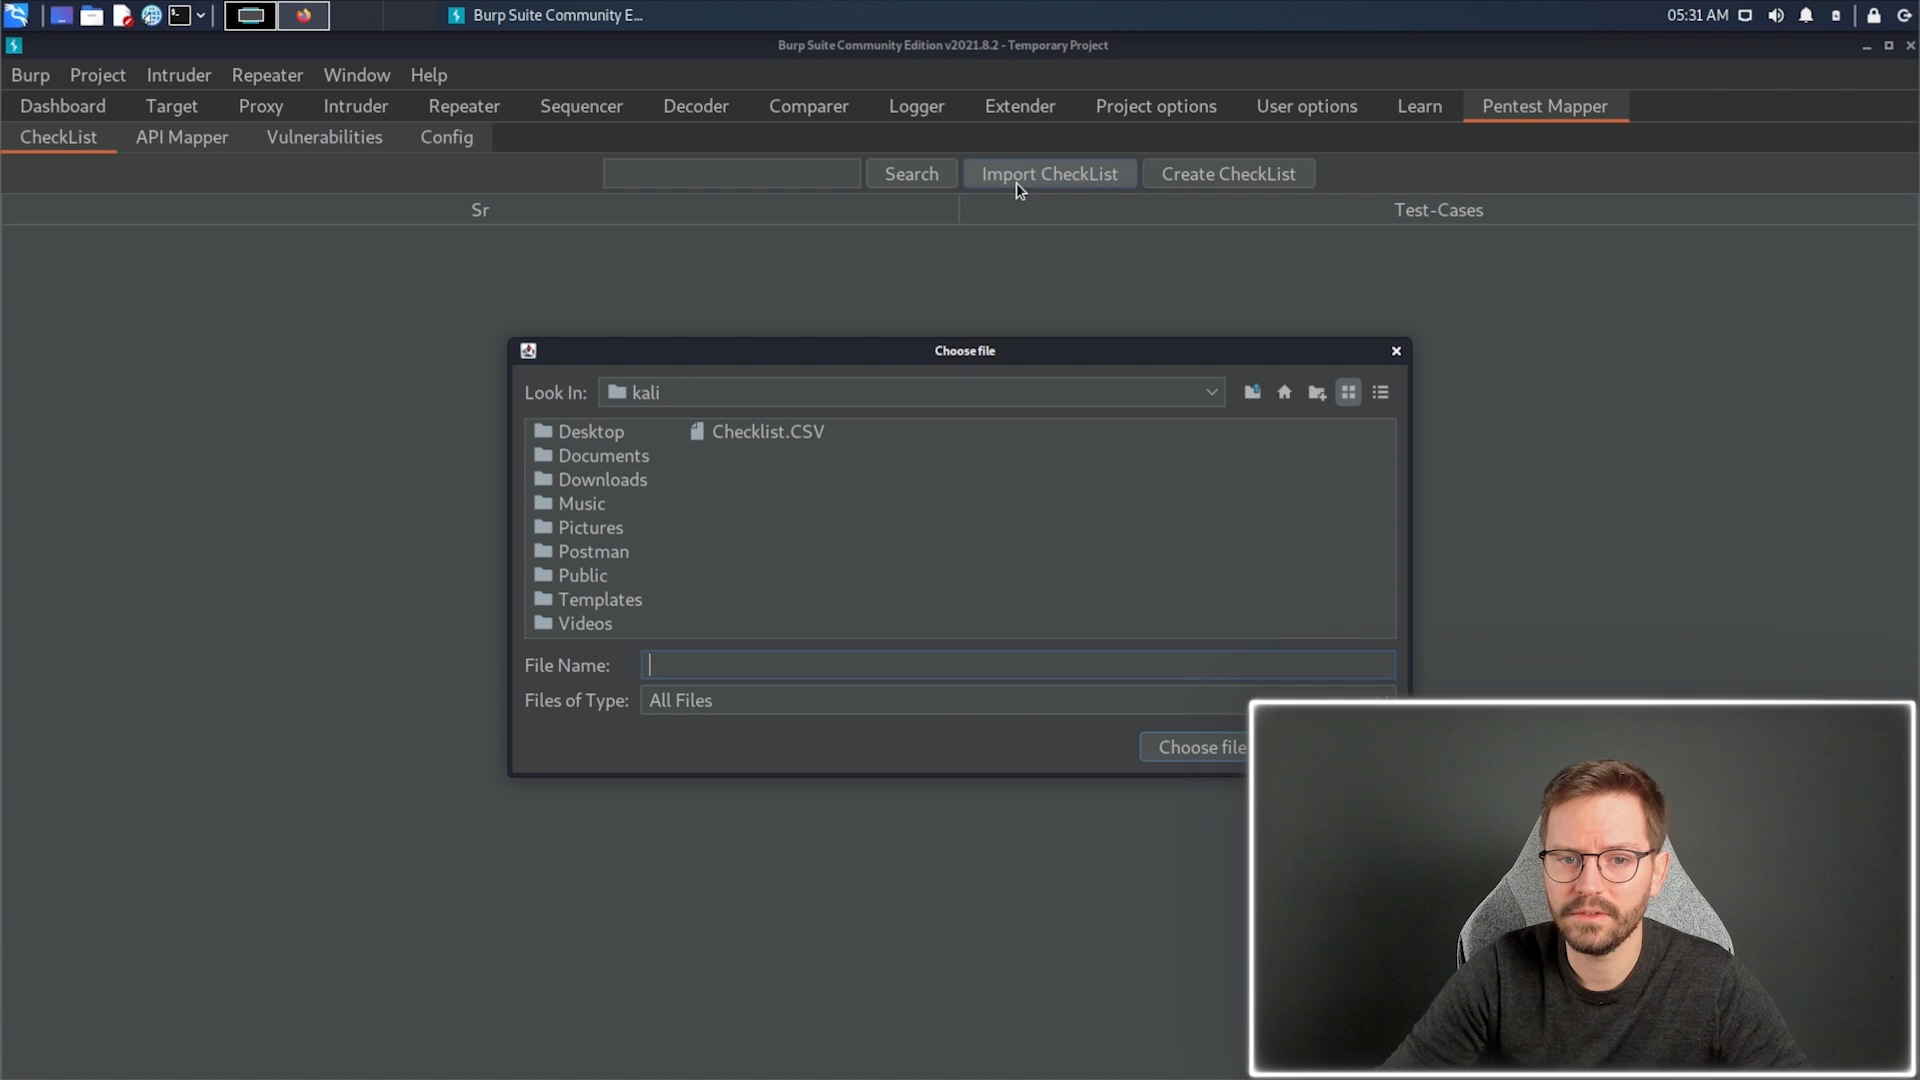 Burp Suite Community E...
05:31 AM
Burp Suite Community Edition v2021.8.2 - Temporary Project
Burp Project Intruder Repeater Window Help
Dashboard Target Proxy Intruder Repeater Sequencer Decoder Comparer Logger Extender Project options User options Learn Pentest Mapper
CheckList API Mapper Vulnerabilities Config
Search Import CheckList Create CheckList
Sr Test-Cases
Choose file
Look In: kali
Desktop Checklist.CSV
Documents
Downloads
Music
Pictures
Postman
Public
Templates
Videos
File Name:
Files of Type: All Files
Choose file